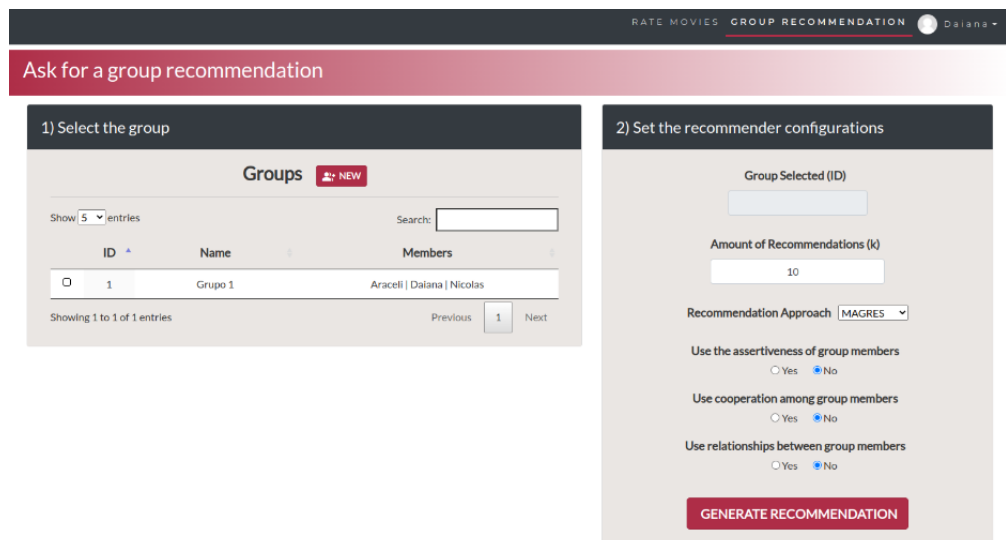 RATE MOVIES GROUP RECOMMENDATION Daiana
Ask for a group recommendation
1) Select the group
Groups NEW
Show 5 entries Search:
ID Name Members
1 Grupo 1 Araceli | Daiana | Nicolas
Showing 1 to 1 of 1 entries Previous 1 Next
2) Set the recommender configurations
Group Selected (ID)
Amount of Recommendations (k)
10
Recommendation Approach MAGRES
Use the assertiveness of group members
Yes No
Use cooperation among group members
Yes No
Use relationships between group members
Yes No
GENERATE RECOMMENDATION